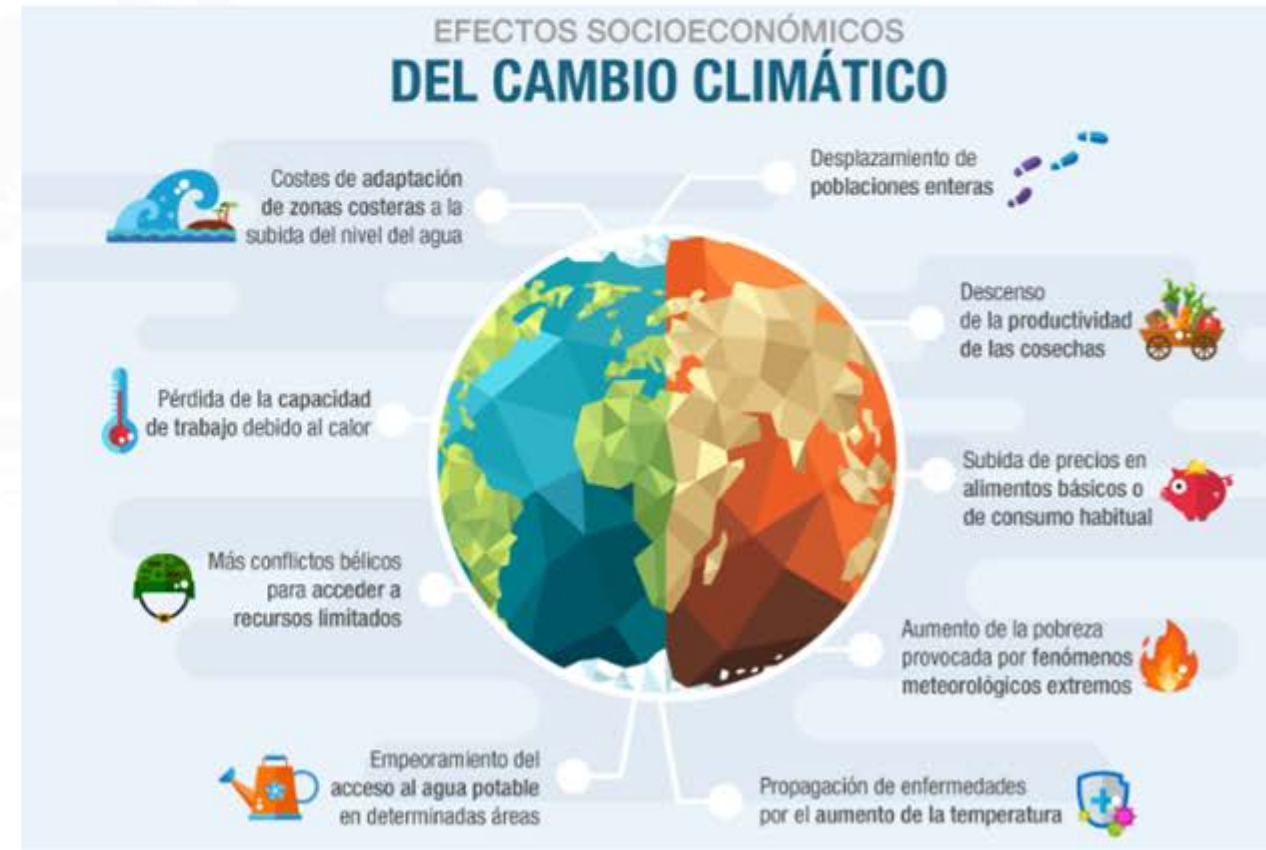 EFECTOS SOCIOECONÓMICOS
DEL CAMBIO CLIMÁTICO
Costes de adaptación
de zonas costeras a la
subida del nivel del agua
Desplazamiento de
poblaciones enteras
Descenso
de la productividad
de las cosechas
Pérdida de la capacidad
de trabajo debido al calor
Subida de precios en
alimentos básicos o
de consumo habitual
Más conflictos bélicos
para acceder a
recursos limitados
Aumento de la pobreza
provocada por fenómenos
meteorológicos extremos
Empeoramiento del
acceso al agua potable
en determinadas áreas
Propagación de enfermedades
por el aumento de la temperatura